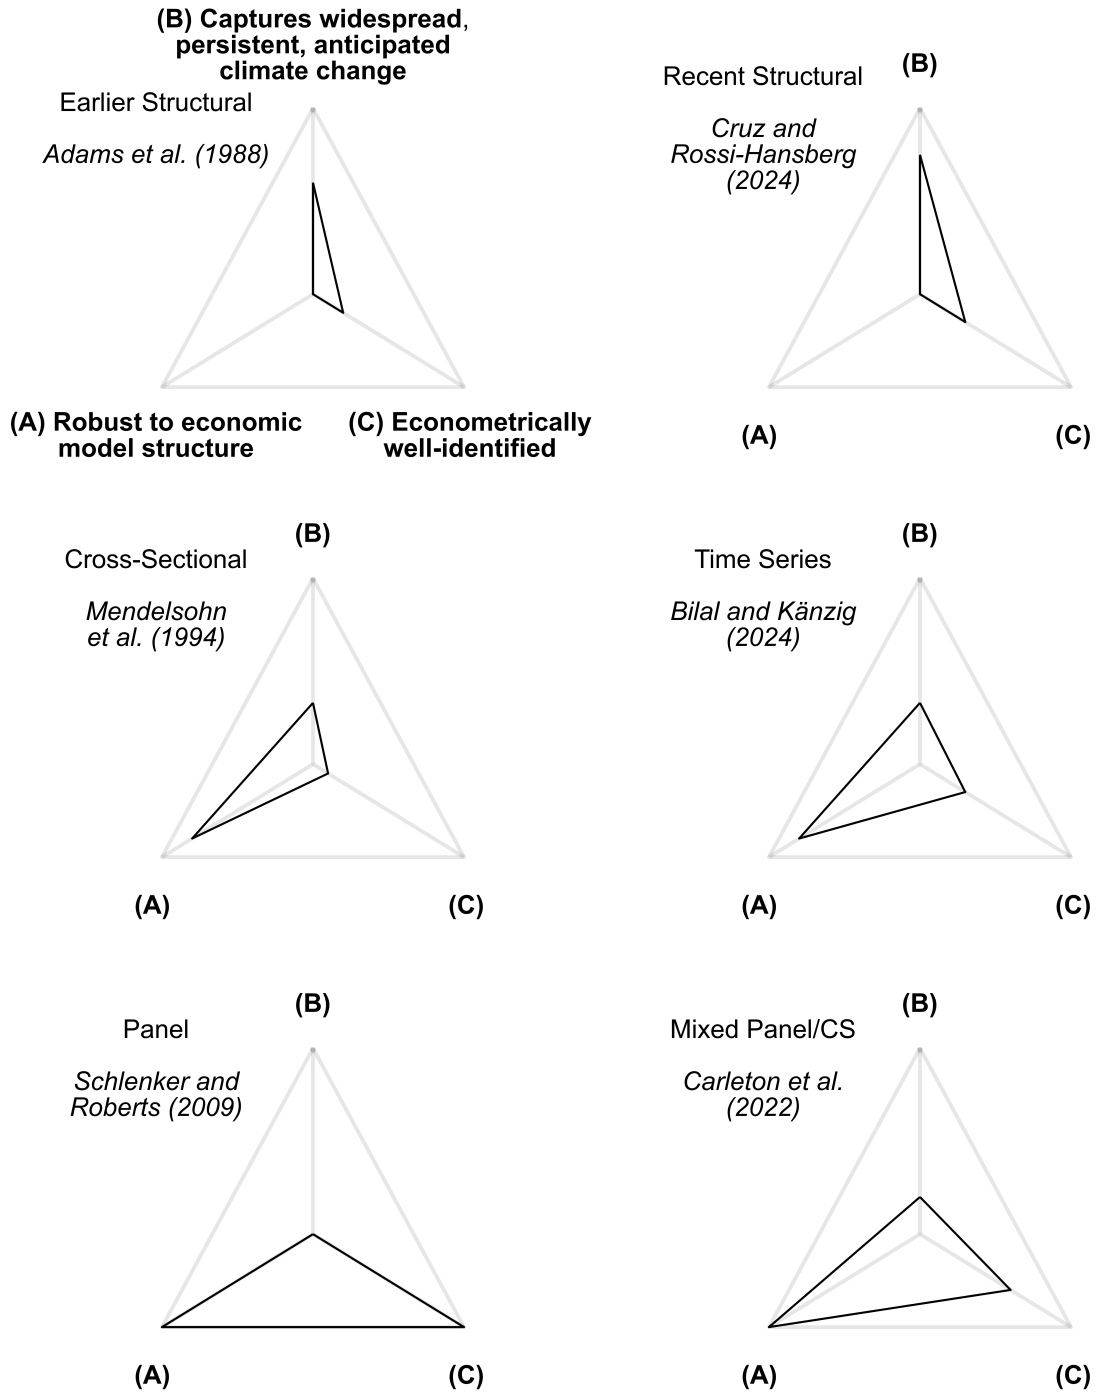 (B) Captures widespread,
persistent, anticipated
climate change
Earlier Structural
Adams et al. (1988)
(A) Robust to economic
model structure
(C) Econometrically
well-identified
Recent Structural
(B)
Cruz and
Rossi-Hansberg
(2024)
(A)
(C)
(B)
Cross-Sectional
Mendelsohn
et al. (1994)
(A)
(C)
(B)
Time Series
Bilal and Känzig
(2024)
(A)
(C)
(B)
Panel
Schlenker and
Roberts (2009)
(A)
(C)
(B)
Mixed Panel/CS
Carleton et al.
(2022)
(A)
(C)